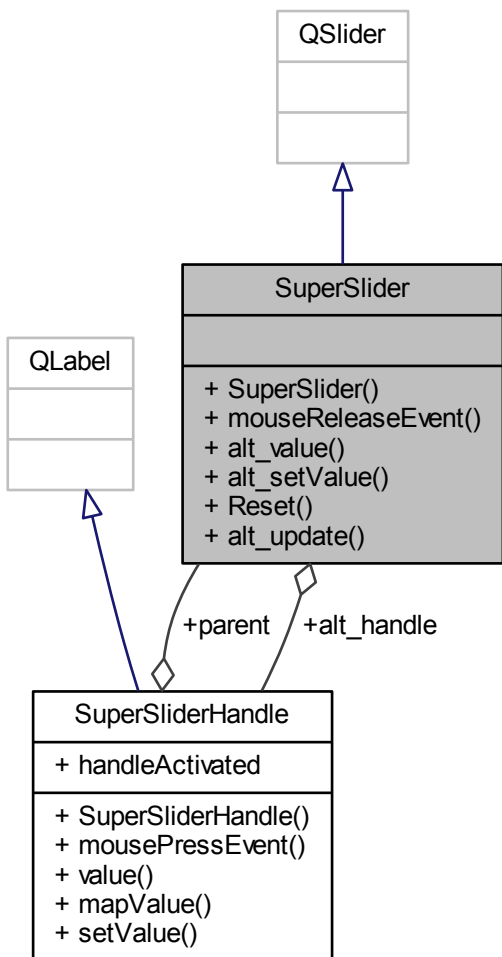 QSlider
SuperSlider
+ SuperSlider()
+ mouseReleaseEvent()
+ alt_value()
+ alt_setValue()
+ Reset()
+ alt_update()
QLabel
+parent
+alt_handle
SuperSliderHandle
+ handleActivated
+ SuperSliderHandle()
+ mousePressEvent()
+ value()
+ mapValue()
+ setValue()